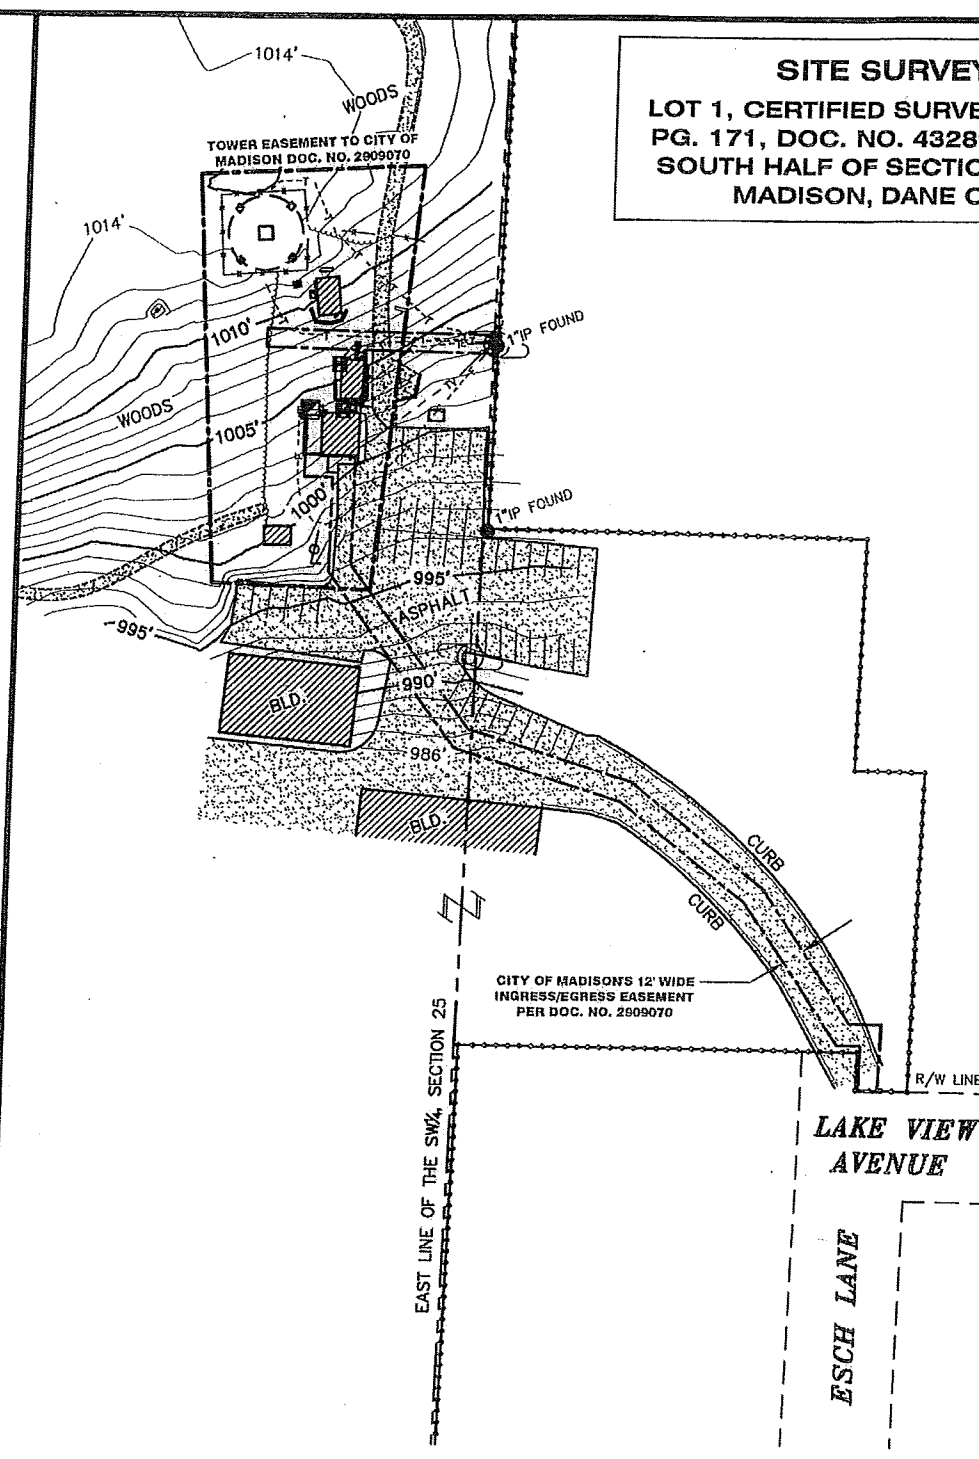 SITE SURVEY
LOT 1, CERTIFIED SURVE
PG. 171, DOC. NO. 4328
SOUTH HALF OF SECTIO
MADISON, DANE C
1014'
WOODS
TOWER EASEMENT TO CITY OF
MADISON DOC. NO. 2909070
1014'
1010'
1"IP FOUND
WOODS
1005'
1000'
1"IP FOUND
995'
ASPHALT
995'
990'
BLD.
986'
BLD.
CURB
CURB
CITY OF MADISON'S 12' WIDE
INGRESS/EGRESS EASEMENT
PER DOC. NO. 2909070
EAST LINE OF THE SW¼, SECTION 25
R/W LINE
LAKE VIEW
AVENUE
ESCH LANE